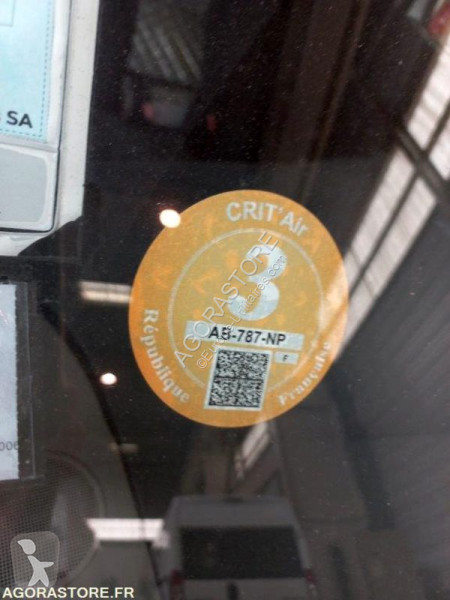 SA
CRIT'Air
3
AB-787-NP
F
République
Française
AGORASTORE
AGORASTORE.FR